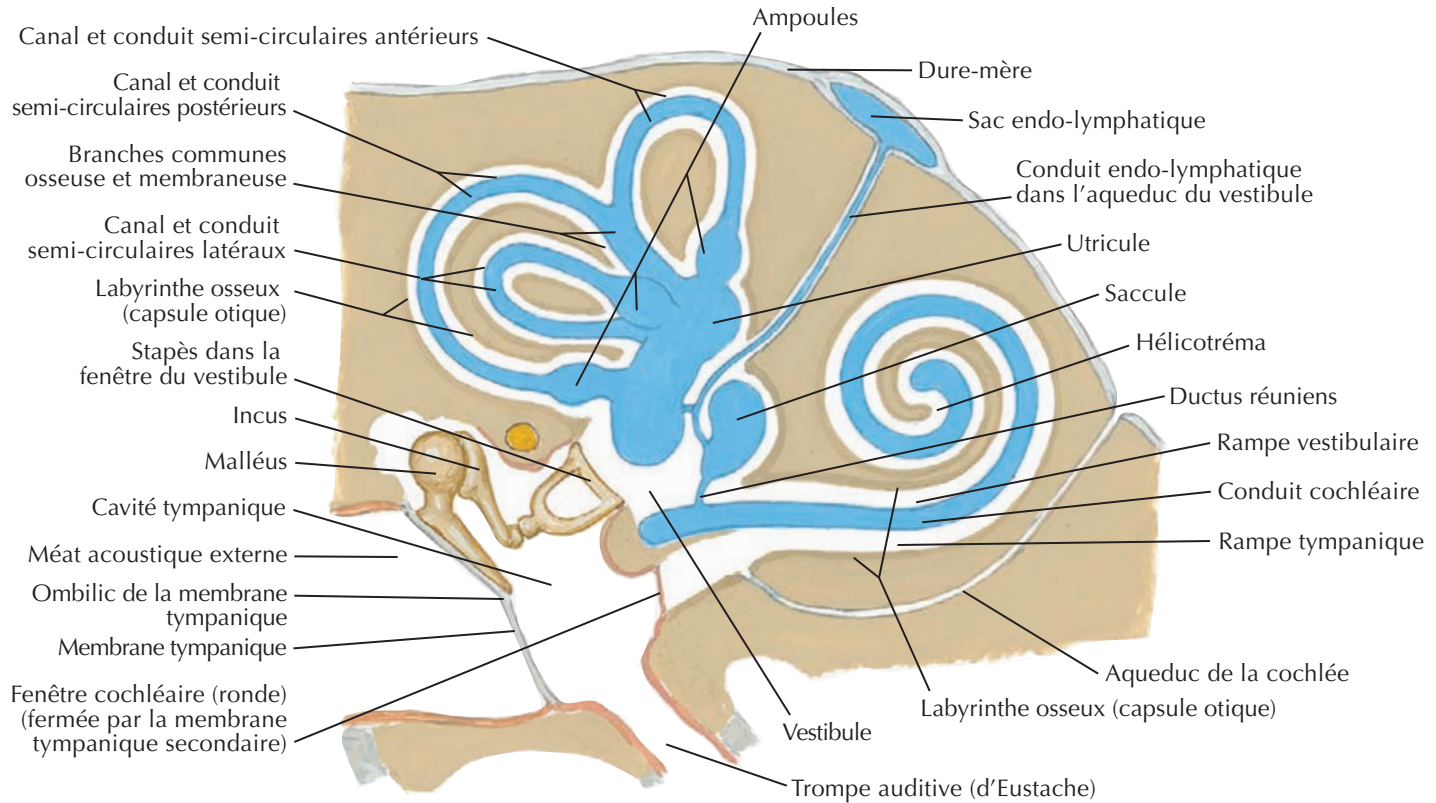 Ampoules
Canal et conduit semi-circulaires antérieurs
Canal et conduit
semi-circulaires postérieurs
Branches communes
osseuse et membraneuse
Canal et conduit
semi-circulaires latéraux
Labyrinthe osseux
(capsule otique)
Stapès dans la
fenêtre du vestibule
Incus
Malléus
Cavité tympanique
Méat acoustique externe
Ombilic de la membrane
tympanique
Membrane tympanique
Fenêtre cochléaire (ronde)
(fermée par la membrane
tympanique secondaire)
Dure-mère
Sac endo-lymphatique
Conduit endo-lymphatique
dans l’aqueduc du vestibule
Utricule
Saccule
Hélicotréma
Ductus réuniens
Rampe vestibulaire
Conduit cochléaire
Rampe tympanique
Aqueduc de la cochlée
Labyrinthe osseux (capsule otique)
Vestibule
Trompe auditive (d’Eustache)